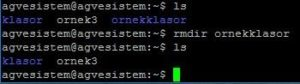 agvesistem@agvesistem:~$ ls
klasor ornek3 ornekklasor
agvesistem@agvesistem:~$ rmdir ornekklasor
agvesistem@agvesistem:~$ ls
klasor ornek3
agvesistem@agvesistem:~$